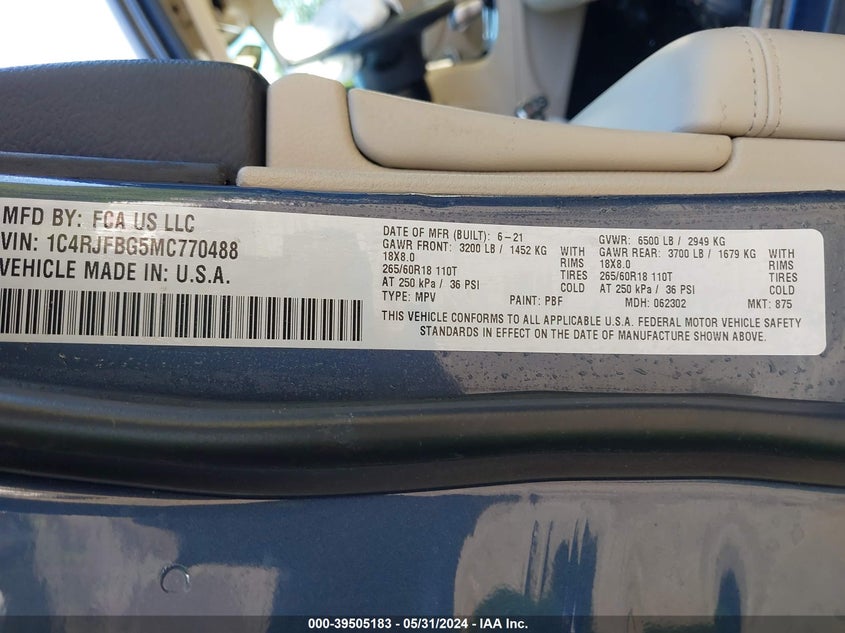 MFD BY: FCA US LLC
VIN: 1C4RJFBG5MC770488
VEHICLE MADE IN: U.S.A.
DATE OF MFR (BUILT): 6-21
GAWR FRONT: 3200 LB / 1452 KG WITH
18X8.0 RIMS
265/60R18 110T TIRES
AT 250 kPa / 36 PSI COLD
TYPE: MPV PAINT: PBF
GVWR: 6500 LB / 2949 KG
GAWR REAR: 3700 LB / 1679 KG WITH
18X8.0 RIMS
265/60R18 110T TIRES
AT 250 kPa / 36 PSI COLD
MDH: 062302 MKT: 875
THIS VEHICLE CONFORMS TO ALL APPLICABLE U.S.A. FEDERAL MOTOR VEHICLE SAFETY
STANDARDS IN EFFECT ON THE DATE OF MANUFACTURE SHOWN ABOVE.
000-39505183 - 05/31/2024 - IAA Inc.